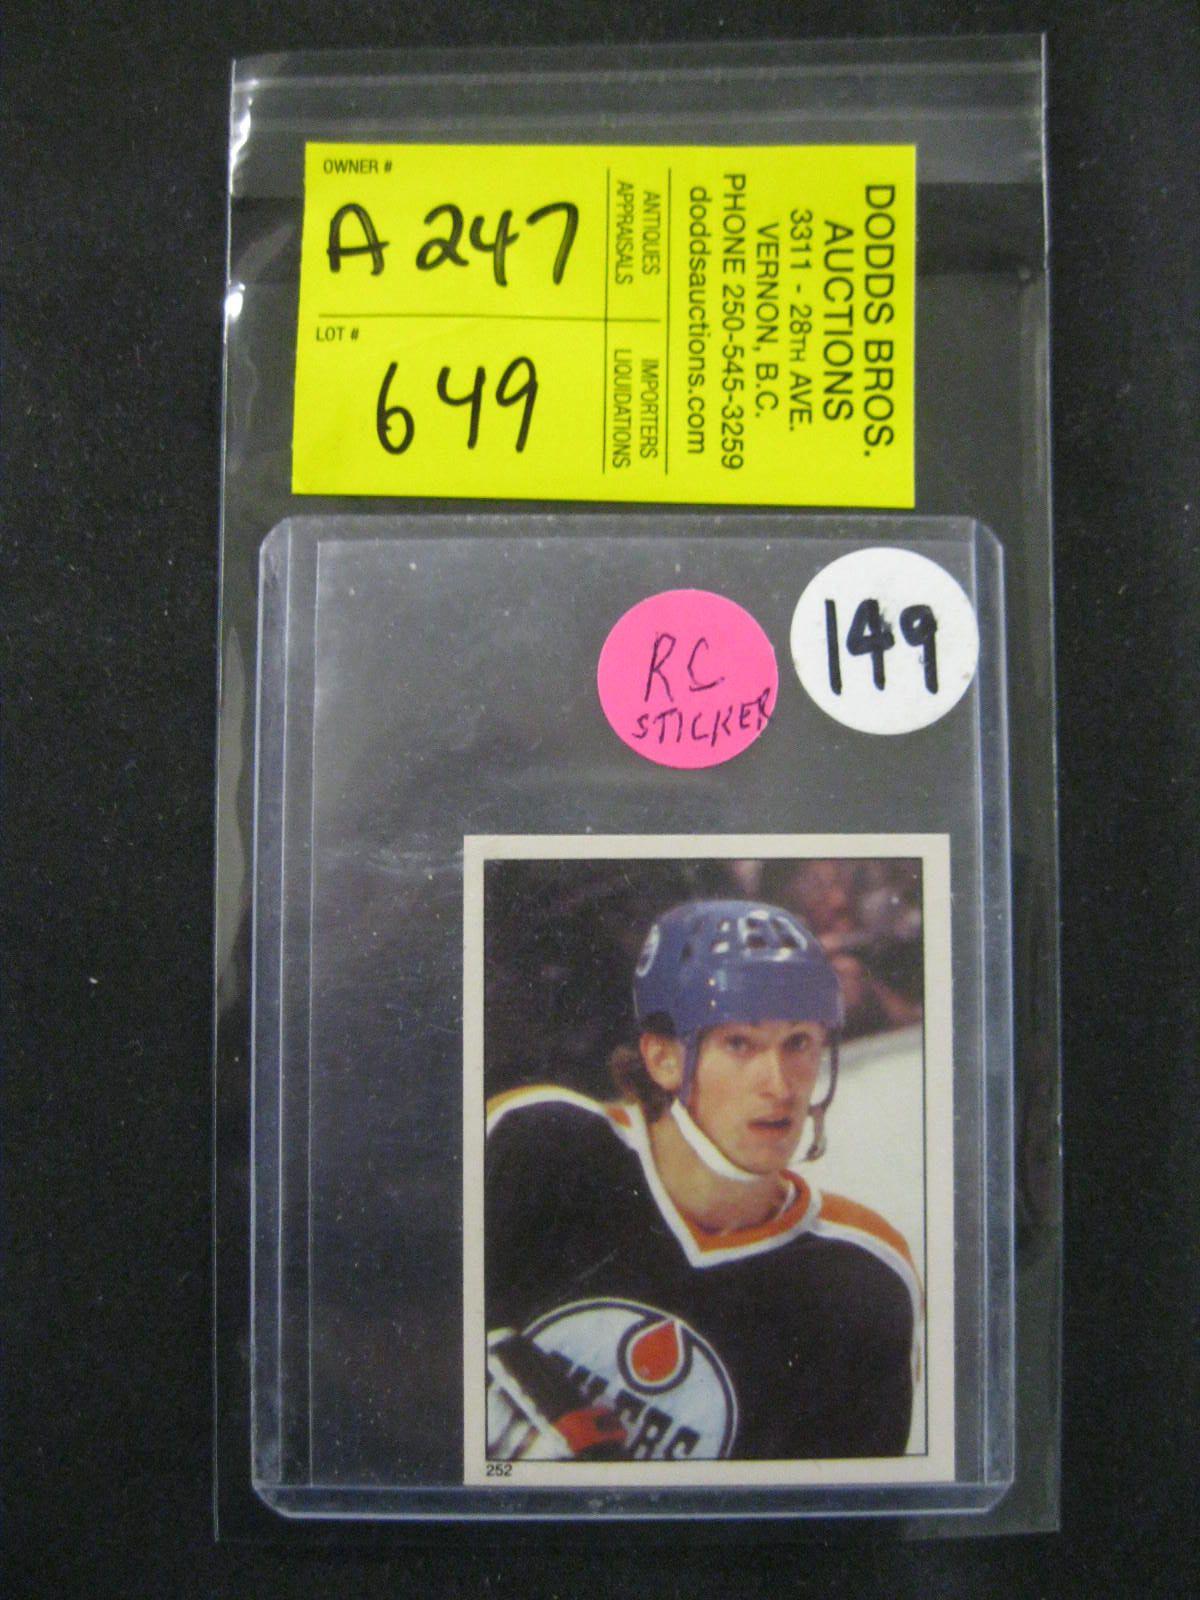 DODDS BROS.
AUCTIONS
3311 - 28TH AVE.
VERNON, B.C.
PHONE 250-545-3259
doddsauctions.com
ANTIQUES IMPORTERS
APPRAISALS LIQUIDATIONS
OWNER #
A 247
LOT #
649
RC
STICKER
149
OILERS
252